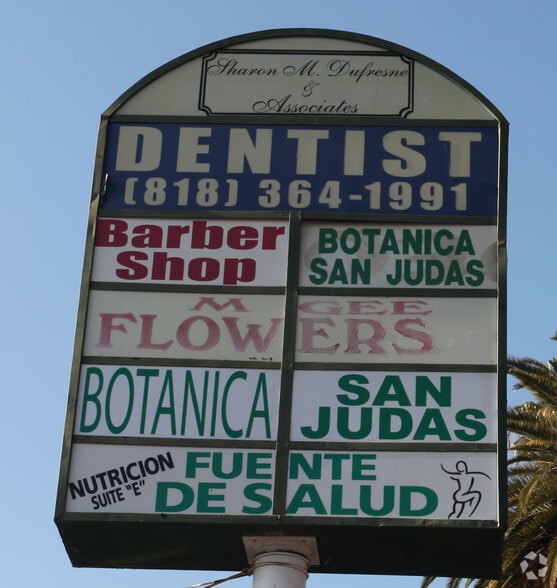 Sharon M. Dufresne
&
Associates
DENTIST
(818) 364-1991
Barber
Shop
BOTANICA
SAN JUDAS
M GEE
FLOWERS
BOTANICA
SAN
JUDAS
NUTRICION
SUITE "E"
FUENTE
DE SALUD